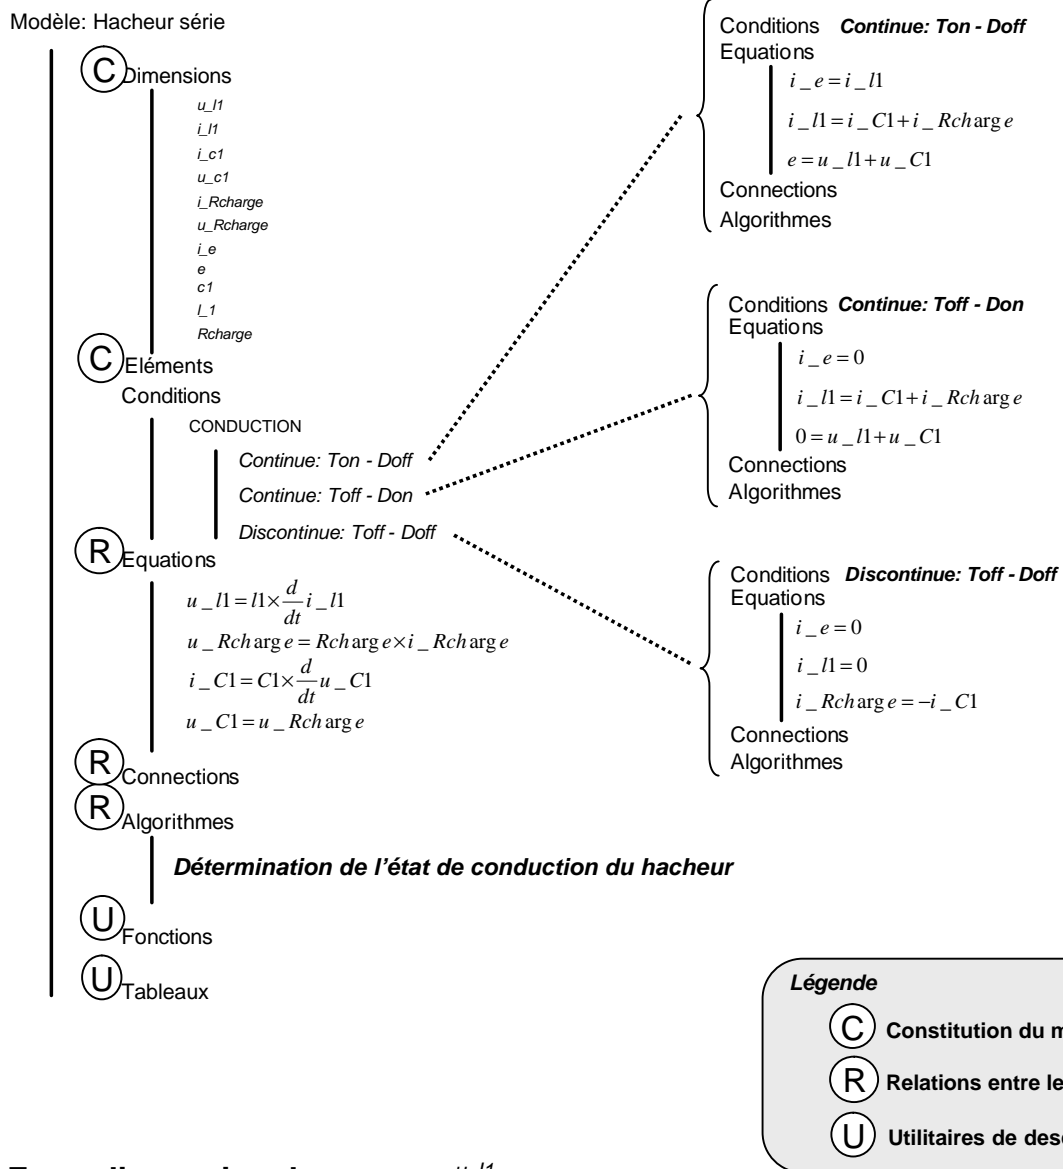 Modèle: Hacheur série
C Dimensions
u_l1
i_l1
i_c1
u_c1
i_Rcharge
u_Rcharge
i_e
e
c1
l_1
Rcharge
C Eléments
Conditions
CONDUCTION
Continue: Ton - Doff
Continue: Toff - Don
Discontinue: Toff - Doff
R Equations
u_l1 = l1 × d/dt i_l1
u_Rcharge = Rcharge × i_Rcharge
i_C1 = C1 × d/dt u_C1
u_C1 = u_Rcharge
R Connections
R Algorithmes
Détermination de l'état de conduction du hacheur
U Fonctions
U Tableaux
Conditions Continue: Ton - Doff
Equations
i_e = i_l1
i_l1 = i_C1 + i_Rcharge
e = u_l1 + u_C1
Connections
Algorithmes
Conditions Continue: Toff - Don
Equations
i_e = 0
i_l1 = i_C1 + i_Rcharge
0 = u_l1 + u_C1
Connections
Algorithmes
Conditions Discontinue: Toff - Doff
Equations
i_e = 0
i_l1 = 0
i_Rcharge = -i_C1
Connections
Algorithmes
Légende
C Constitution du
R Relations entre
U Utilitaires de
u_l1